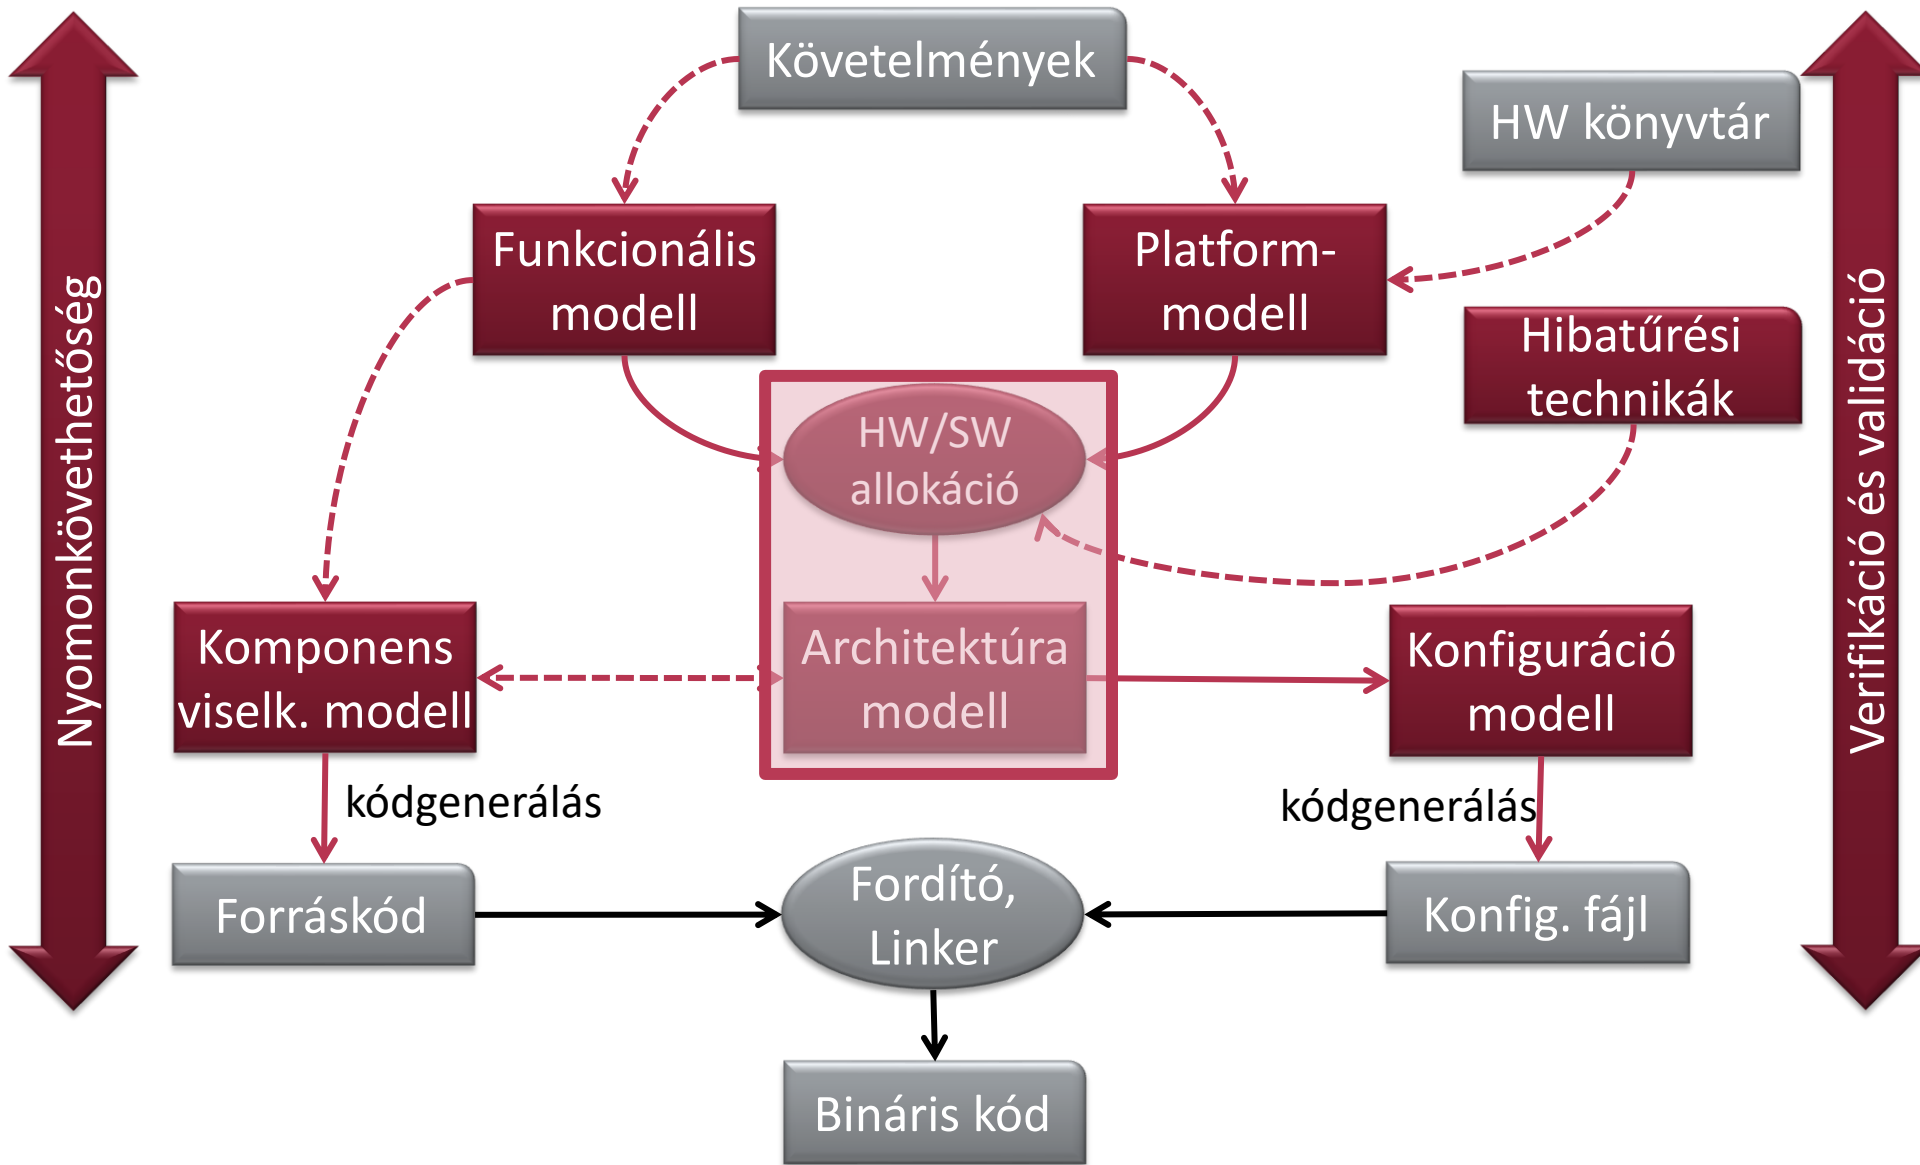 Követelmények
HW könyvtár
Funkcionális
modell
Platform-
modell
Hibatűrési
technikák
HW/SW
allokáció
Nyomonkövethetőség
Verifikáció és validáció
Komponens
viselk. modell
Architektúra
modell
Konfiguráció
modell
kódgenerálás
kódgenerálás
Forráskód
Fordító,
Linker
Konfig. fájl
Bináris kód